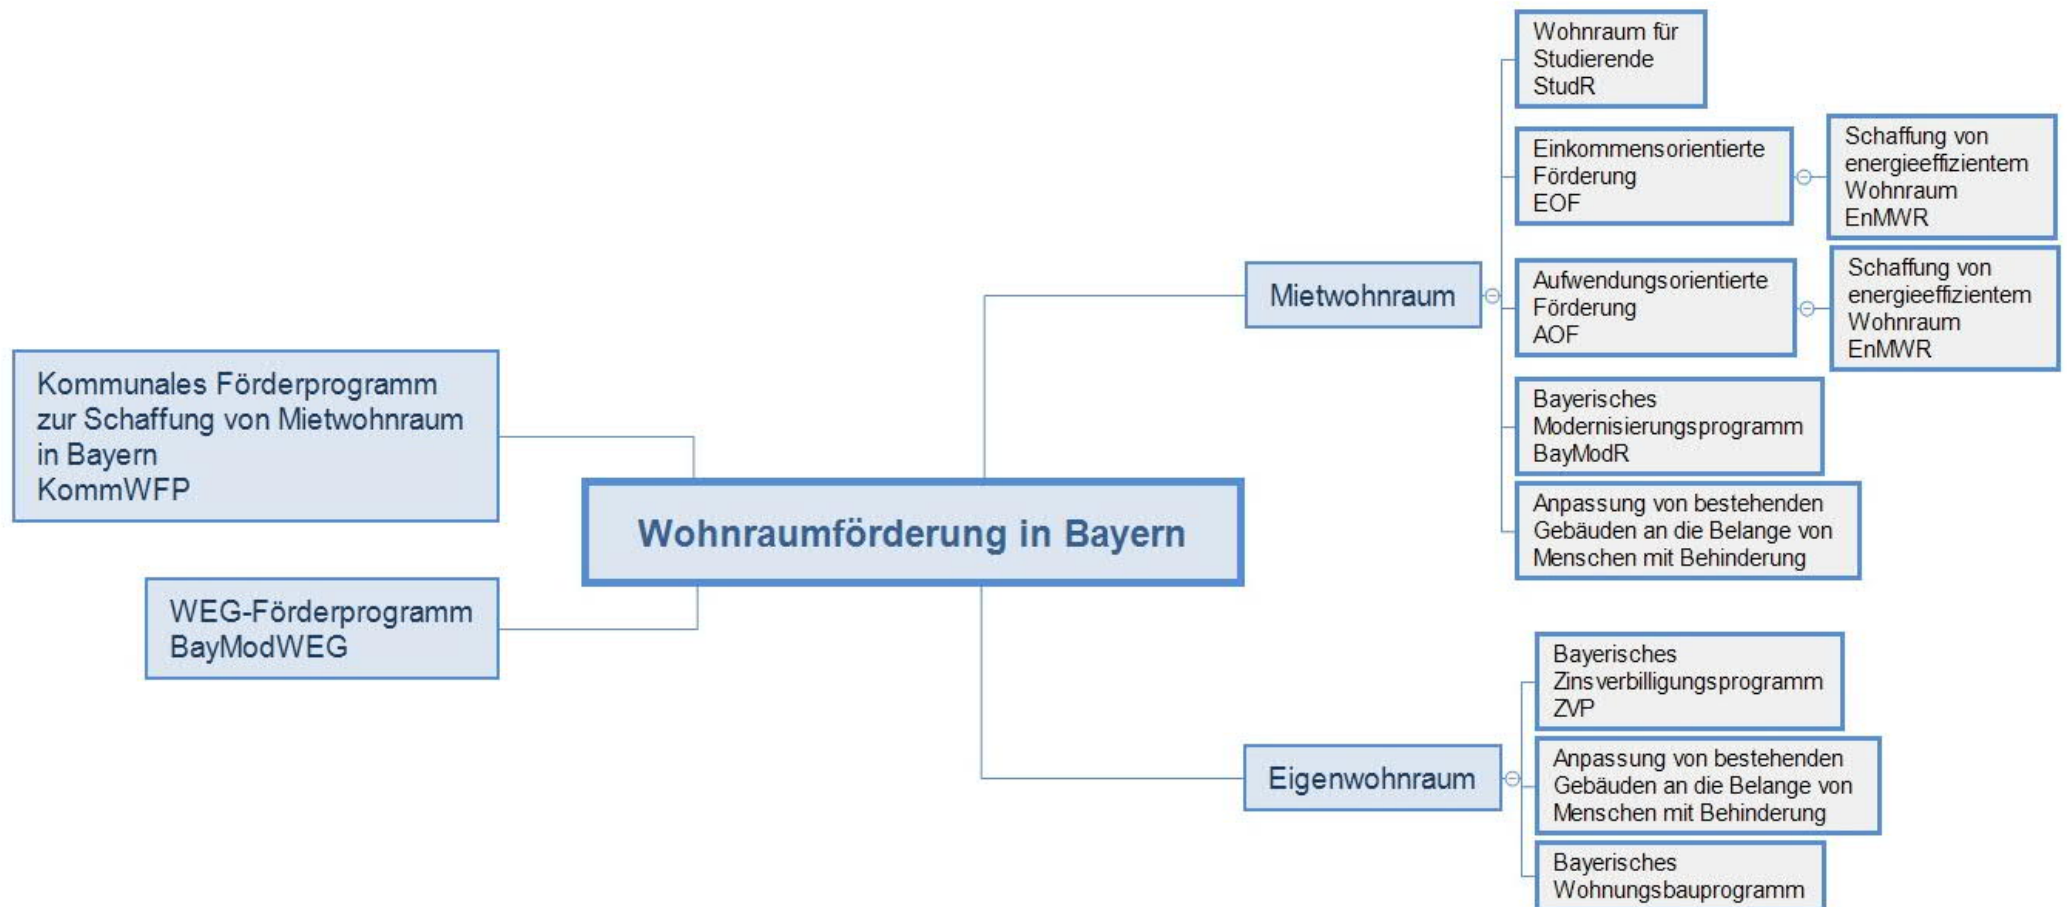 Wohnraum für
Studierende
StudR
Einkommensorientierte
Förderung
EOF
Schaffung von
energieeffizientem
Wohnraum
EnMWR
Mietwohnraum
Aufwendungsorientierte
Förderung
AOF
Schaffung von
energieeffizientem
Wohnraum
EnMWR
Bayerisches
Modernisierungsprogramm
BayModR
Anpassung von bestehenden
Gebäuden an die Belange von
Menschen mit Behinderung
Kommunales Förderprogramm
zur Schaffung von Mietwohnraum
in Bayern
KommWFP
Wohnraumförderung in Bayern
WEG-Förderprogramm
BayModWEG
Eigenwohnraum
Bayerisches
Zinsverbilligungsprogramm
ZVP
Anpassung von bestehenden
Gebäuden an die Belange von
Menschen mit Behinderung
Bayerisches
Wohnungsbauprogramm